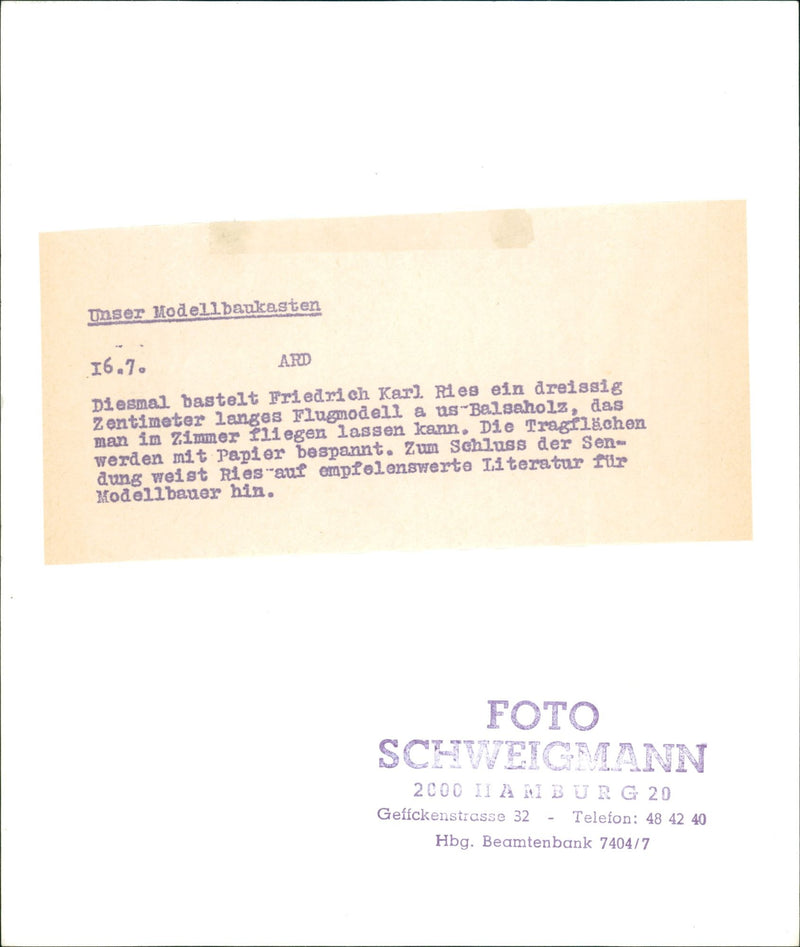 Unser Modellbaukasten
I6.7. ARD
Diesmal bastelt Friedrich Karl Ries ein dreissig
Zentimeter langes Flugmodell a us-Balsaholz, das
man im Zimmer fliegen lassen kann. Die Tragflächen
werden mit Papier bespannt. Zum Schluss der Sen-
dung weist Ries-auf empfelenswerte Literatur für
Modellbauer hin.
FOTO
SCHWEIGMANN
2000 HAMBURG 20
Geffckenstrasse 32 - Telefon: 48 42 40
Hbg. Beamtenbank 7404/7